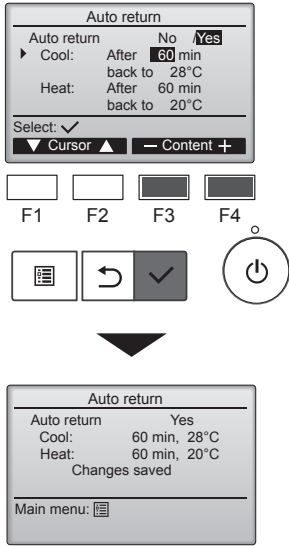 Auto return
Auto return No /Yes
Cool: After 60 min
back to 28°C
Heat: After 60 min
back to 20°C
Select: ✓
▼ Cursor ▲ — Content +
F1 F2 F3 F4
Auto return
Auto return Yes
Cool: 60 min, 28°C
Heat: 60 min, 20°C
Changes saved
Main menu: